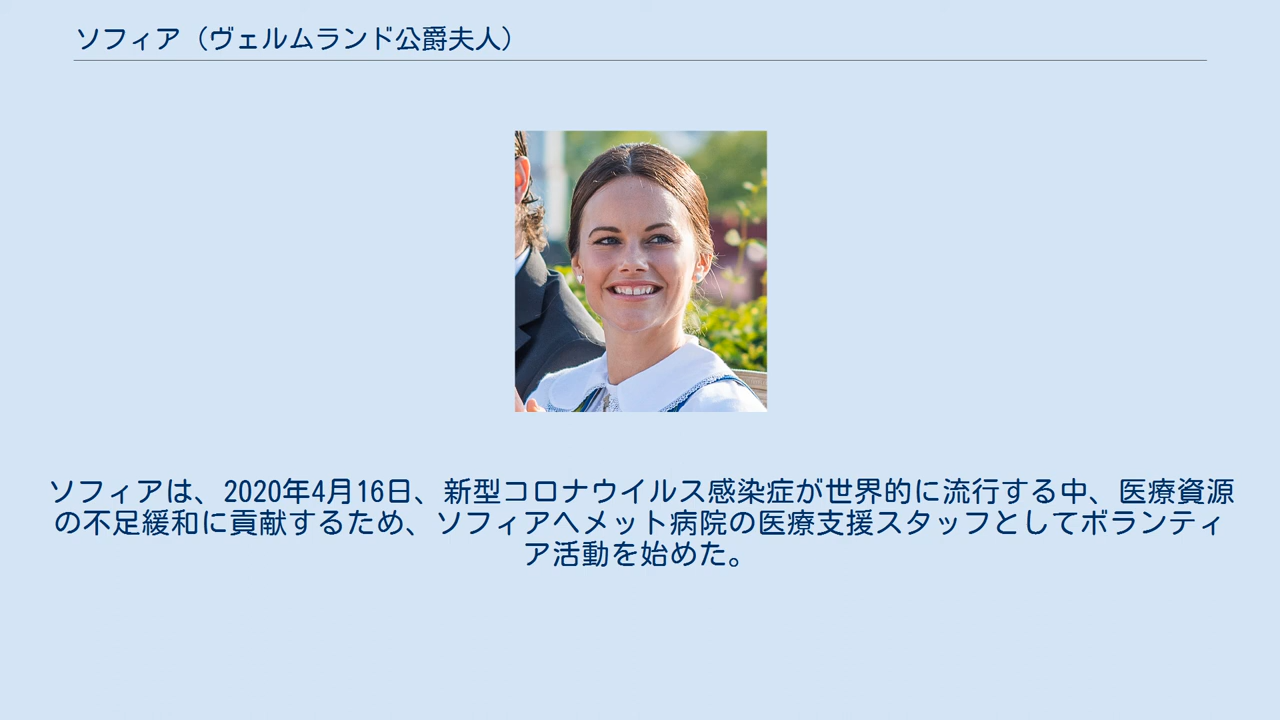 ソフィア（ヴェルムランド公爵夫人）
ソフィアは、2020年4月16日、新型コロナウイルス感染症が世界的に流行する中、医療資源
の不足緩和に貢献するため、ソフィアヘメット病院の医療支援スタッフとしてボランティ
ア活動を始めた。